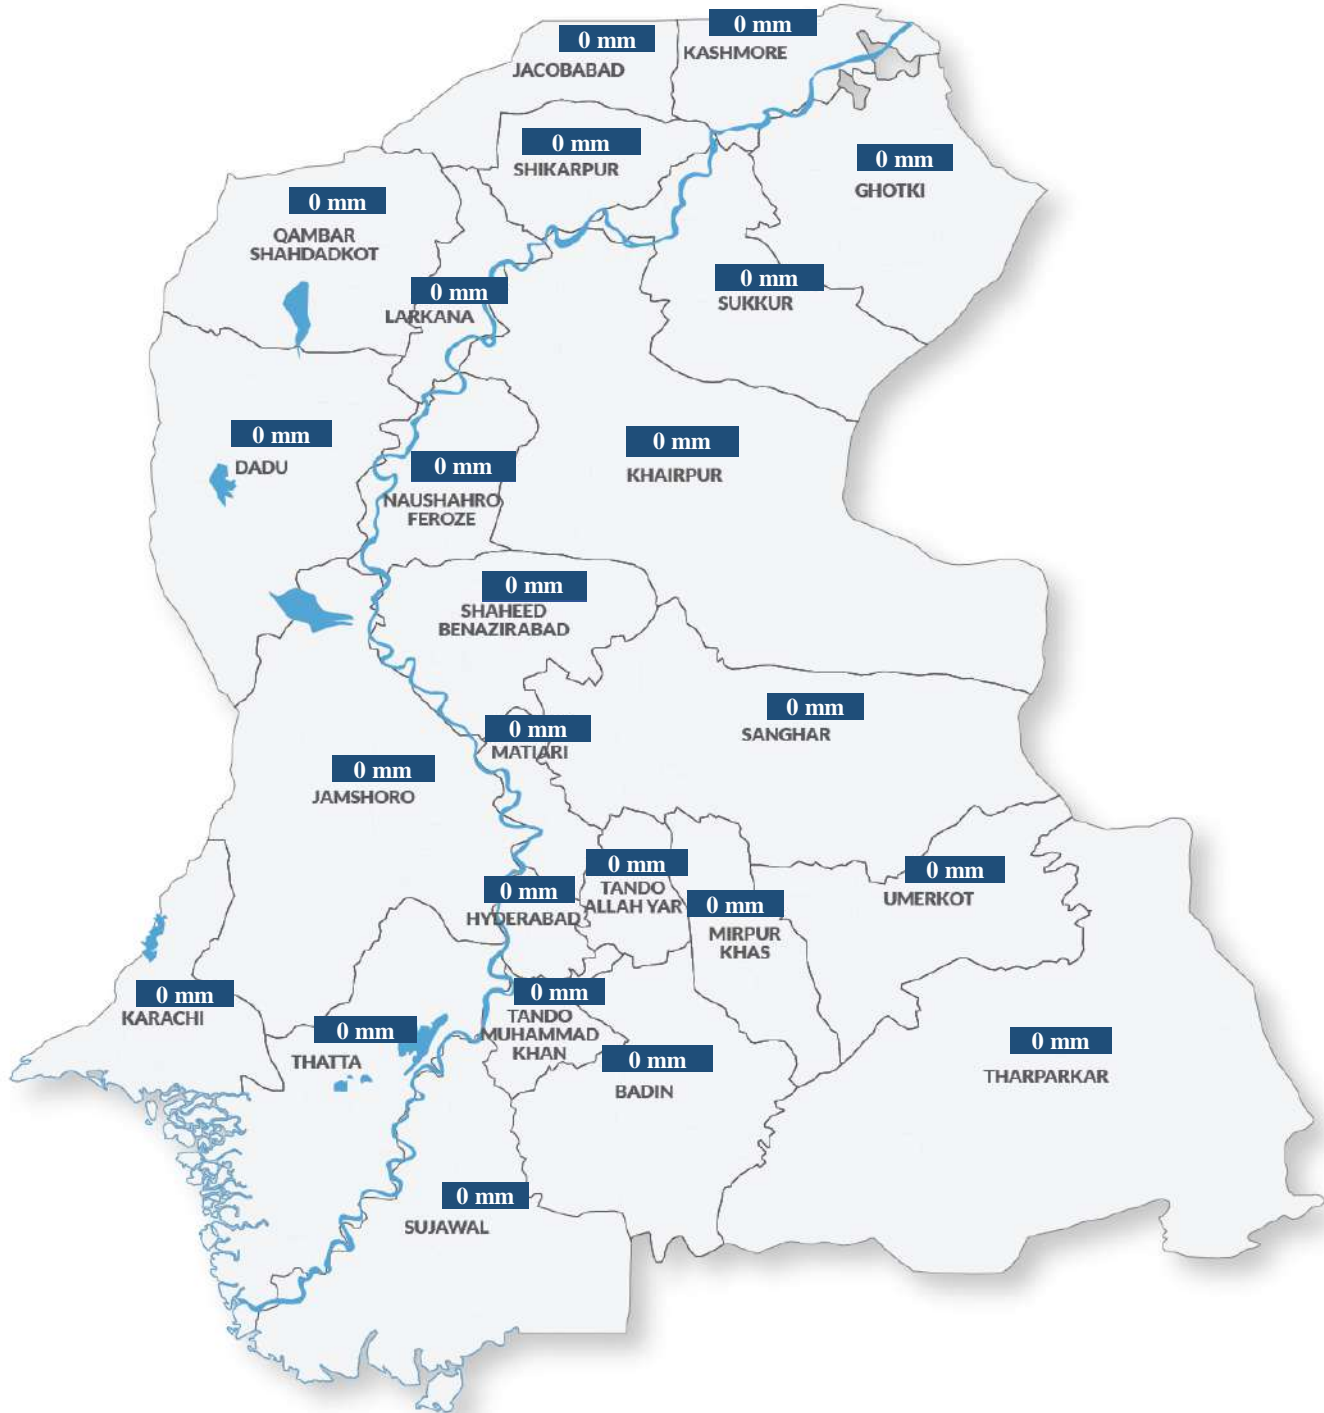 0 mm
KASHMORE
0 mm
JACOBABAD
0 mm
SHIKARPUR
0 mm
GHOTKI
0 mm
QAMBAR
SHAHDADKOT
0 mm
SUKKUR
0 mm
LARKANA
0 mm
DADU
0 mm
KHAIRPUR
0 mm
NAUSHAHRO
FEROZE
0 mm
SHAHEED
BENAZIRABAD
0 mm
SANGHAR
0 mm
MATIARI
0 mm
JAMSHORO
0 mm
TANDO
ALLAH YAR
0 mm
UMERKOT
0 mm
HYDERABAD
0 mm
MIRPUR
KHAS
0 mm
KARACHI
0 mm
TANDO
MUHAMMAD
KHAN
0 mm
THATTA
0 mm
THARPARKAR
0 mm
BADIN
0 mm
SUJAWAL